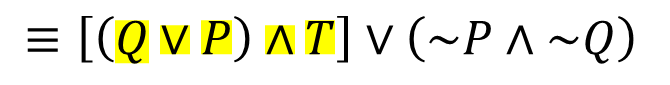 ≡ [(Q ∨ P) ∧ T] ∨ (~P ∧ ~Q)